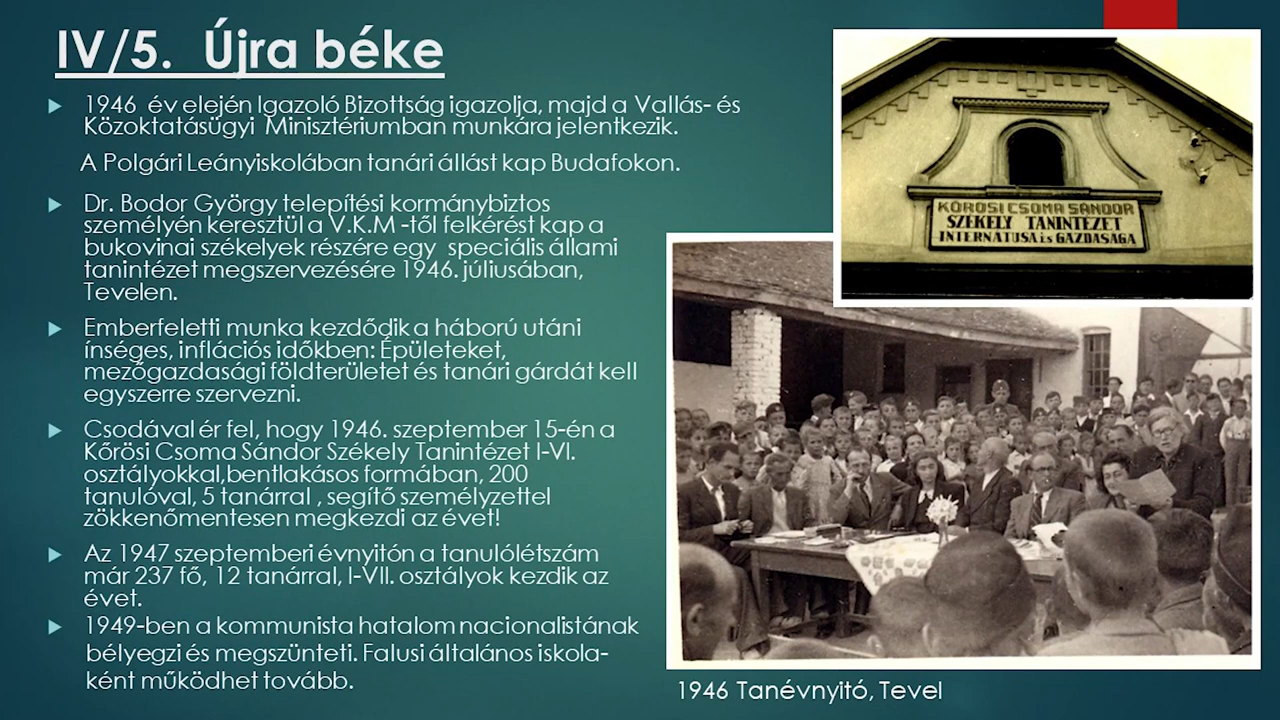 IV/5. Újra béke
1946 év elején Igazoló Bizottság igazolja, majd a Vallás- és
Közoktatásügyi Minisztériumban munkára jelentkezik.
A Polgári Leányiskolában tanári állást kap Budafokon.
Dr. Bodor György telepítési kormánybiztos
személyén keresztül a V.K.M -től felkérést kap a
bukovinai székelyek részére egy speciális állami
tanintézet megszervezésére 1946. júliusában,
Tevelen.
Emberfeletti munka kezdődik a háború utáni
ínséges, inflációs időkben: Épületeket,
mezőgazdasági földterületet és tanári gárdát kell
egyszerre szervezni.
Csodával ér fel, hogy 1946. szeptember 15-én a
Kőrösi Csoma Sándor Székely Tanintézet I-VI.
osztályokkal,bentlakásos formában, 200
tanulóval, 5 tanárral , segítő személyzettel
zökkenőmentesen megkezdi az évet!
Az 1947 szeptemberi évnyitón a tanulólétszám
már 237 fő, 12 tanárral, I-VII. osztályok kezdik az
évet.
1949-ben a kommunista hatalom nacionalistának
bélyegzi és megszünteti. Falusi általános iskola-
ként működhet tovább.
KŐRÖSI CSOMA SÁNDOR
SZÉKELY TANINTÉZET
INTERNÁTUSA és GAZDASÁGA
1946 Tanévnyitó, Tevel